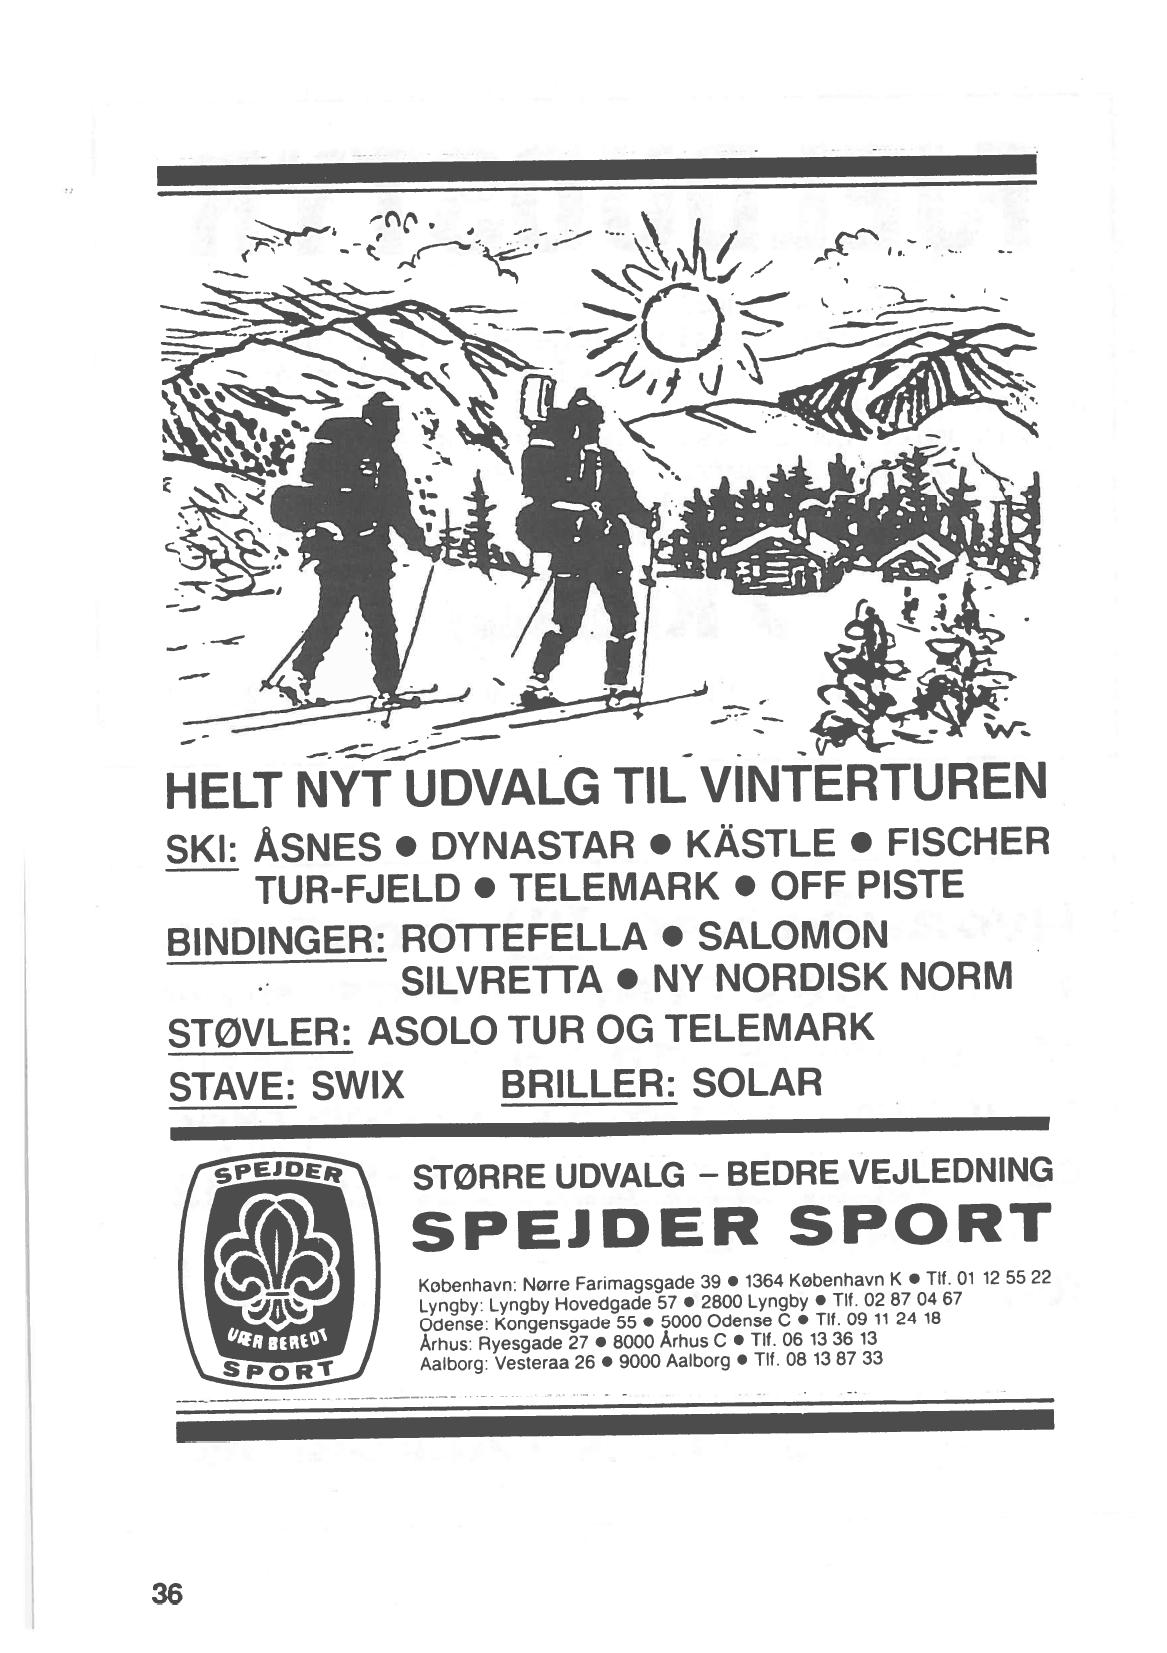 W-
HELT NYT UDVALG TIL VINTERTUREN
SKI: ÅSNES ● DYNASTAR ● KÄSTLE ● FISCHER
TUR-FJELD ● TELEMARK ● OFF PISTE
BINDINGER: ROTTEFELLA ● SALOMON
SILVRETTA ● NY NORDISK NORM
STØVLER: ASOLO TUR OG TELEMARK
STAVE: SWIX BRILLER: SOLAR
SPEJDER
VÆR BEREDT
SPORT
STØRRE UDVALG – BEDRE VEJLEDNING
SPEJDER SPORT
København: Nørre Farimagsgade 39 ● 1364 København K ● Tlf. 01 12 55 22
Lyngby: Lyngby Hovedgade 57 ● 2800 Lyngby ● Tlf. 02 87 04 67
Odense: Kongensgade 55 ● 5000 Odense C ● Tlf. 09 11 24 18
Århus: Ryesgade 27 ● 8000 Århus C ● Tlf. 06 13 36 13
Aalborg: Vesteraa 26 ● 9000 Aalborg ● Tlf. 08 13 87 33
36